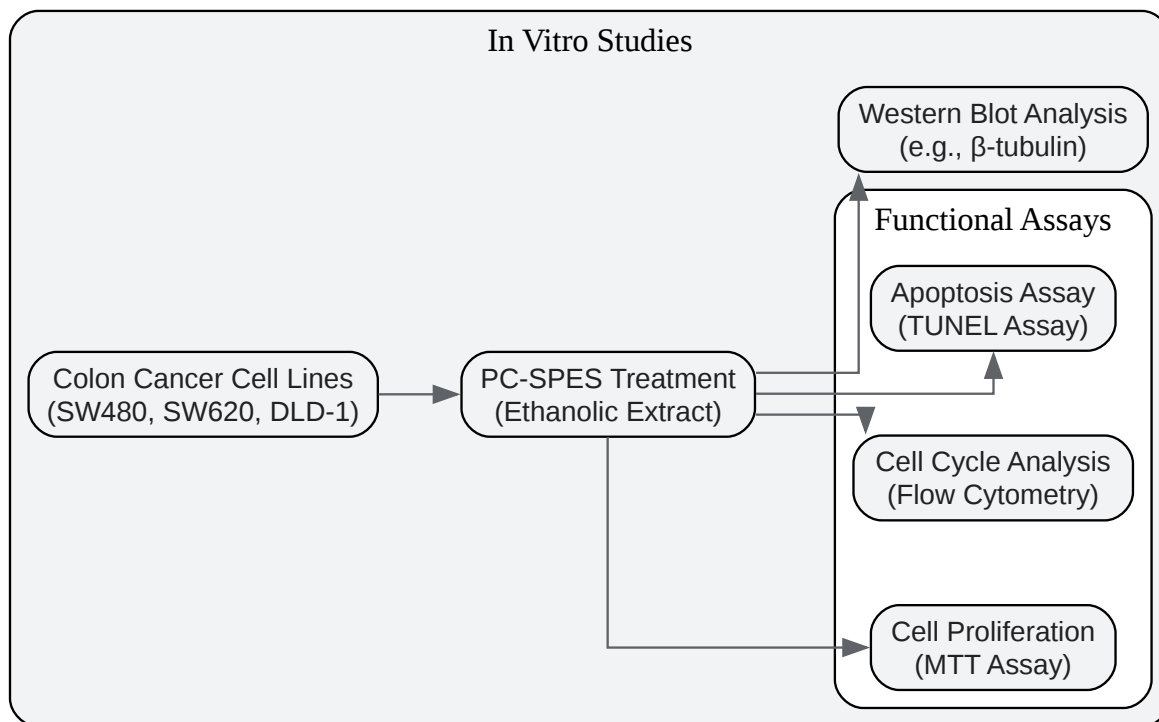 In Vitro Studies
Western Blot Analysis
(e.g., β-tubulin)
Functional Assays
Apoptosis Assay
(TUNEL Assay)
Colon Cancer Cell Lines
(SW480, SW620, DLD-1)
PC-SPES Treatment
(Ethanolic Extract)
Cell Cycle Analysis
(Flow Cytometry)
Cell Proliferation
(MTT Assay)